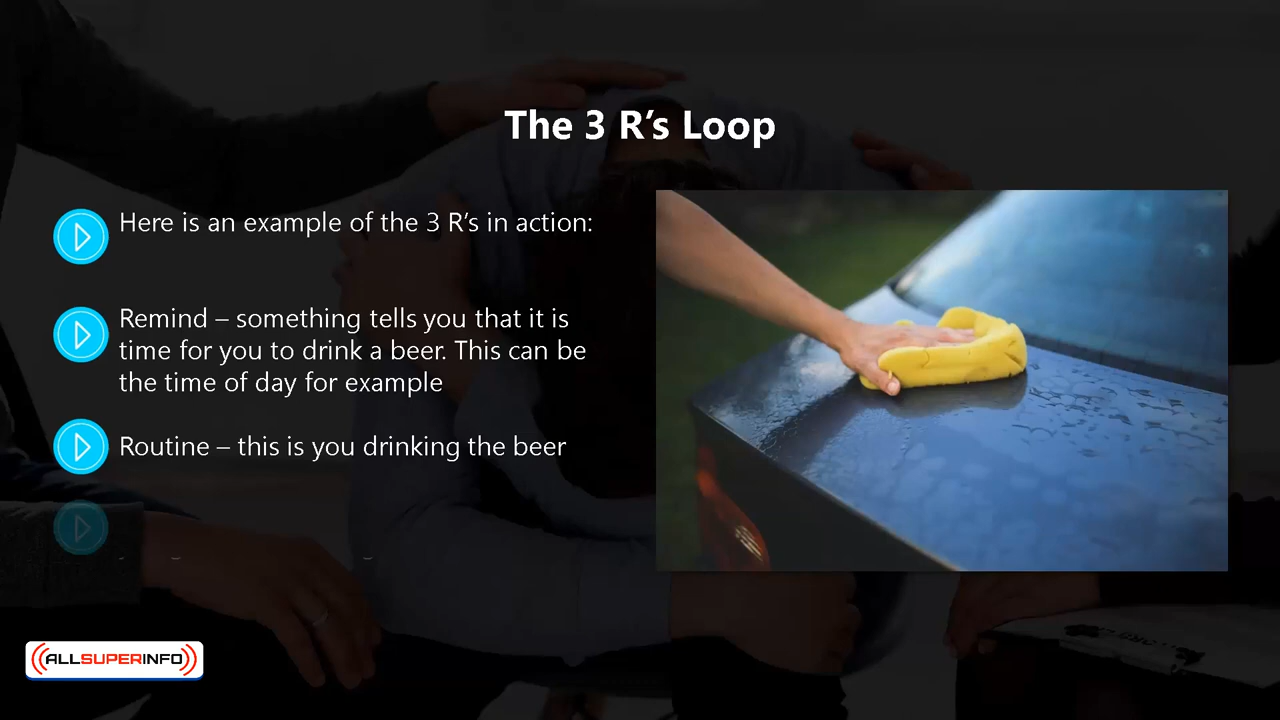 The 3 R’s Loop
Here is an example of the 3 R’s in action:
Remind – something tells you that it is
time for you to drink a beer. This can be
the time of day for example
Routine – this is you drinking the beer
ALLSUPERINFO